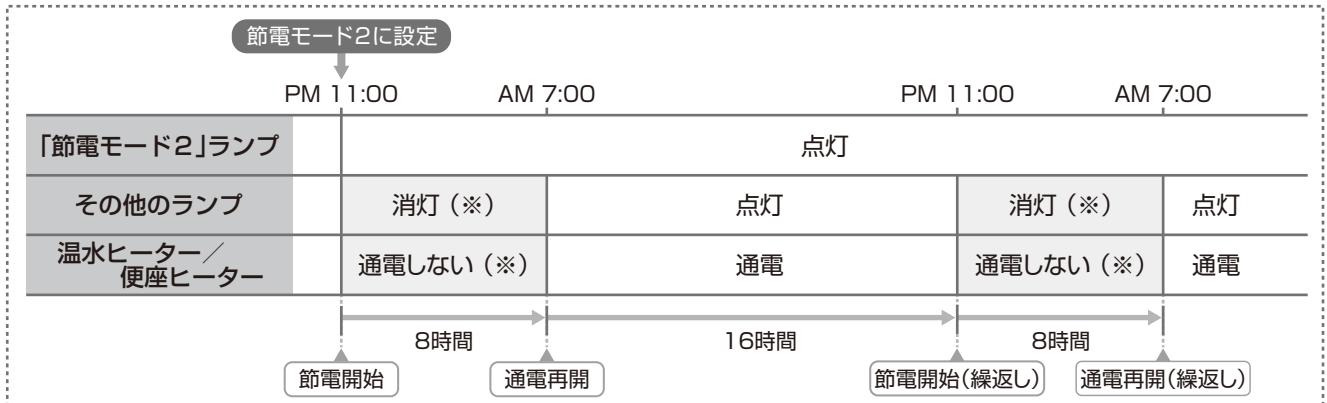 節電モード2に設定
PM 11:00 AM 7:00 PM 11:00 AM 7:00
「節電モード2」ランプ 点灯
その他のランプ 消灯(※) 点灯 消灯(※) 点灯
温水ヒーター／
便座ヒーター 通電しない(※) 通電 通電しない(※) 通電
8時間 16時間 8時間
節電開始 通電再開 節電開始(繰返し) 通電再開(繰返し)